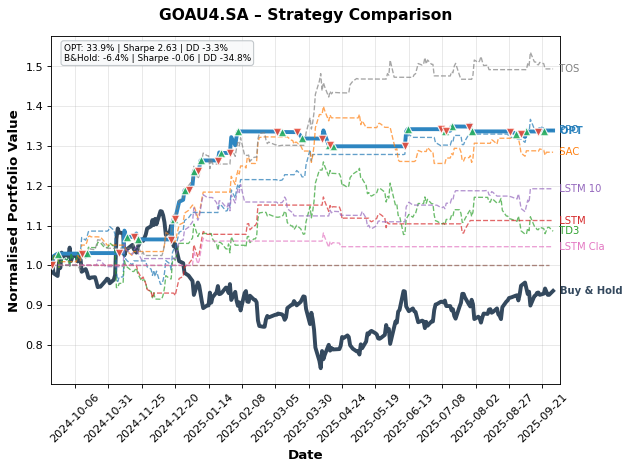 GOAU4.SA – Strategy Comparison
OPT: 33.9% | Sharpe 2.63 | DD -3.3%
B&Hold: -6.4% | Sharpe -0.06 | DD -34.8%
Normalised Portfolio Value
1.5
1.4
1.3
1.2
1.1
1.0
0.9
0.8
TOS
OPT
SAC
LSTM 10
LSTM
TD3
LSTM Cla
Buy & Hold
2024-10-06
2024-10-31
2024-11-25
2024-12-20
2025-01-14
2025-02-08
2025-03-05
2025-03-30
2025-04-24
2025-05-19
2025-06-13
2025-07-08
2025-08-02
2025-08-27
2025-09-21
Date